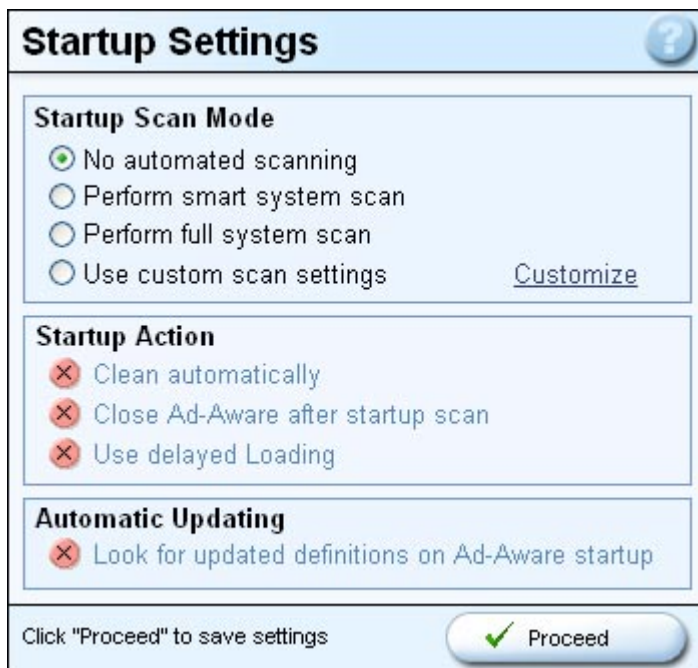 Startup Settings
?
Startup Scan Mode
No automated scanning
Perform smart system scan
Perform full system scan
Use custom scan settings Customize
Startup Action
Clean automatically
Close Ad-Aware after startup scan
Use delayed Loading
Automatic Updating
Look for updated definitions on Ad-Aware startup
Click "Proceed" to save settings Proceed